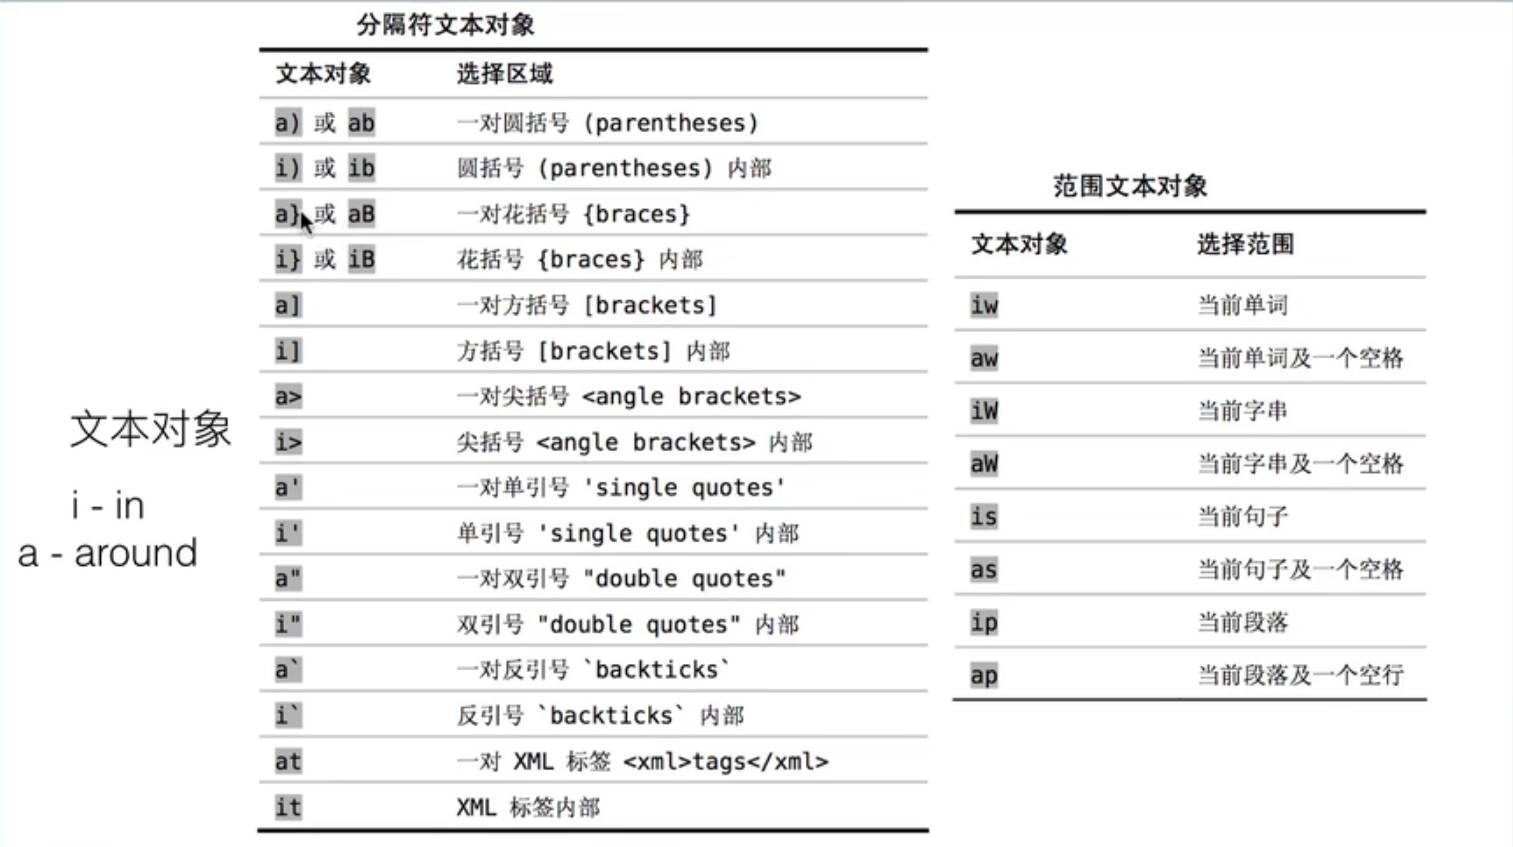 分隔符文本对象
文本对象 选择区域
a) 或 ab 一对圆括号 (parentheses)
i) 或 ib 圆括号 (parentheses) 内部
a} 或 aB 一对花括号 {braces}
i} 或 iB 花括号 {braces} 内部
a] 一对方括号 [brackets]
i] 方括号 [brackets] 内部
a> 一对尖括号 <angle brackets>
i> 尖括号 <angle brackets> 内部
a' 一对单引号 'single quotes'
i' 单引号 'single quotes' 内部
a" 一对双引号 "double quotes"
i" 双引号 "double quotes" 内部
a` 一对反引号 `backticks`
i` 反引号 `backticks` 内部
at 一对 XML 标签 <xml>tags</xml>
it XML 标签内部
文本对象
i - in
a - around
范围文本对象
文本对象 选择范围
iw 当前单词
aw 当前单词及一个空格
iW 当前字串
aW 当前字串及一个空格
is 当前句子
as 当前句子及一个空格
ip 当前段落
ap 当前段落及一个空行